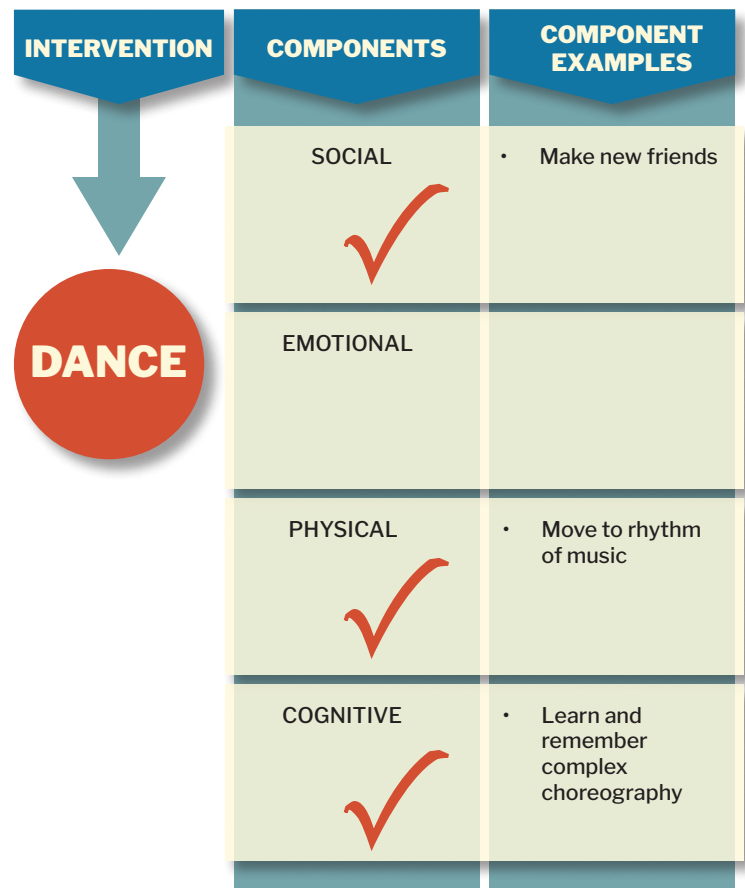 INTERVENTION
COMPONENTS
COMPONENT
EXAMPLES
DANCE
SOCIAL
• Make new friends
EMOTIONAL
PHYSICAL
• Move to rhythm
of music
COGNITIVE
• Learn and
remember
complex
choreography